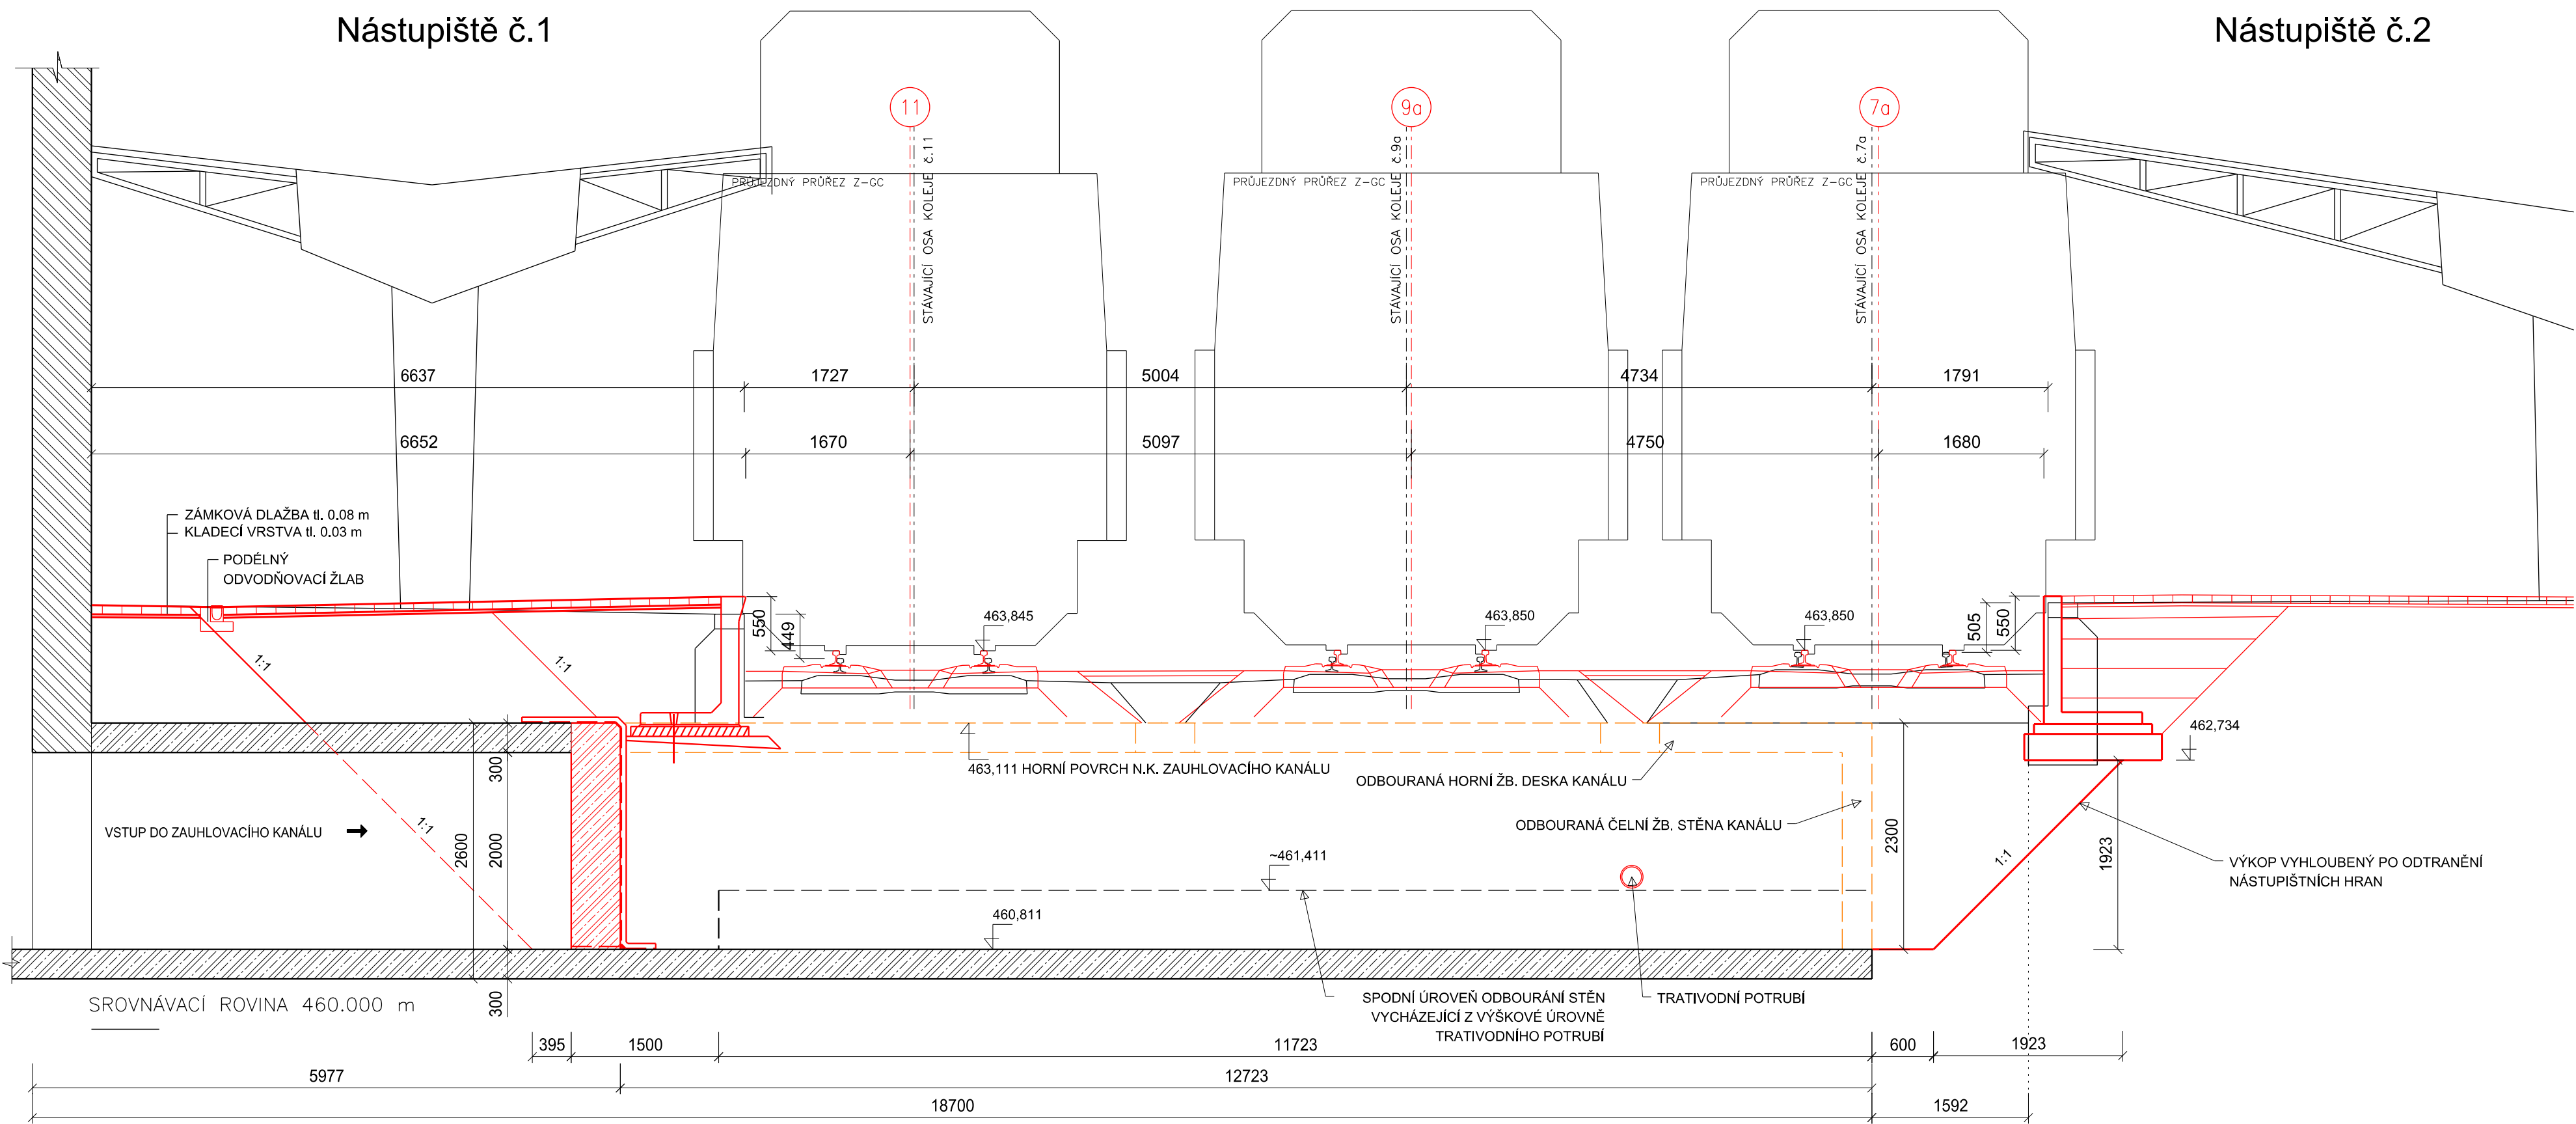 Nástupiště č.1
Nástupiště č.2
11
9a
7a
STÁVAJÍCÍ OSA KOLEJE č.11
STÁVAJÍCÍ OSA KOLEJE č.9a
STÁVAJÍCÍ OSA KOLEJE č.7a
PRŮJEZDNÝ PRŮŘEZ Z-GC
PRŮJEZDNÝ PRŮŘEZ Z-GC
PRŮJEZDNÝ PRŮŘEZ Z-GC
6637
1727
5004
4734
1791
6652
1670
5097
4750
1680
ZÁMKOVÁ DLAŽBA tl. 0.08 m
KLADECÍ VRSTVA tl. 0.03 m
PODÉLNÝ
ODVODŇOVACÍ ŽLAB
550
449
463,845
463,850
463,850
505
550
1:1
1:1
462,734
463,111 HORNÍ POVRCH N.K. ZAUHLOVACÍHO KANÁLU
ODBOURANÁ HORNÍ ŽB. DESKA KANÁLU
300
1:1
VSTUP DO ZAUHLOVACÍHO KANÁLU
2600
2000
ODBOURANÁ ČELNÍ ŽB. STĚNA KANÁLU
2300
1:1
1923
VÝKOP VYHLOUBENÝ PO ODTRANĚNÍ
NÁSTUPIŠTNÍCH HRAN
~461,411
460,811
300
SROVNÁVACÍ ROVINA 460.000 m
SPODNÍ ÚROVEŇ ODBOURÁNÍ STĚN
VYCHÁZEJÍCÍ Z VÝŠKOVÉ ÚROVNĚ
TRATIVODNÍHO POTRUBÍ
TRATIVODNÍ POTRUBÍ
395
1500
11723
600
1923
5977
12723
18700
1592